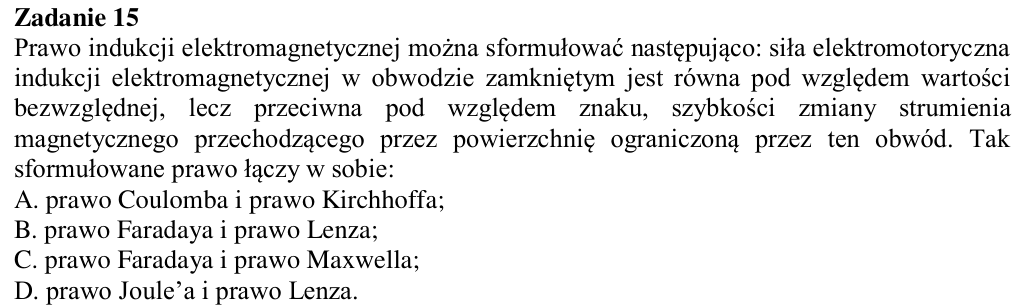 Zadanie 15
Prawo indukcji elektromagnetycznej można sformułować następująco: siła elektromotoryczna
indukcji elektromagnetycznej w obwodzie zamkniętym jest równa pod względem wartości
bezwzględnej, lecz przeciwna pod względem znaku, szybkości zmiany strumienia
magnetycznego przechodzącego przez powierzchnię ograniczoną przez ten obwód. Tak
sformułowane prawo łączy w sobie:
A. prawo Coulomba i prawo Kirchhoffa;
B. prawo Faradaya i prawo Lenza;
C. prawo Faradaya i prawo Maxwella;
D. prawo Joule’a i prawo Lenza.